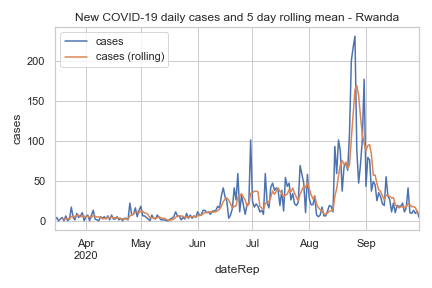 New COVID-19 daily cases and 5 day rolling mean - Rwanda
cases
cases (rolling)
200
150
100
50
0
cases
Apr
2020
May
Jun
Jul
Aug
Sep
dateRep